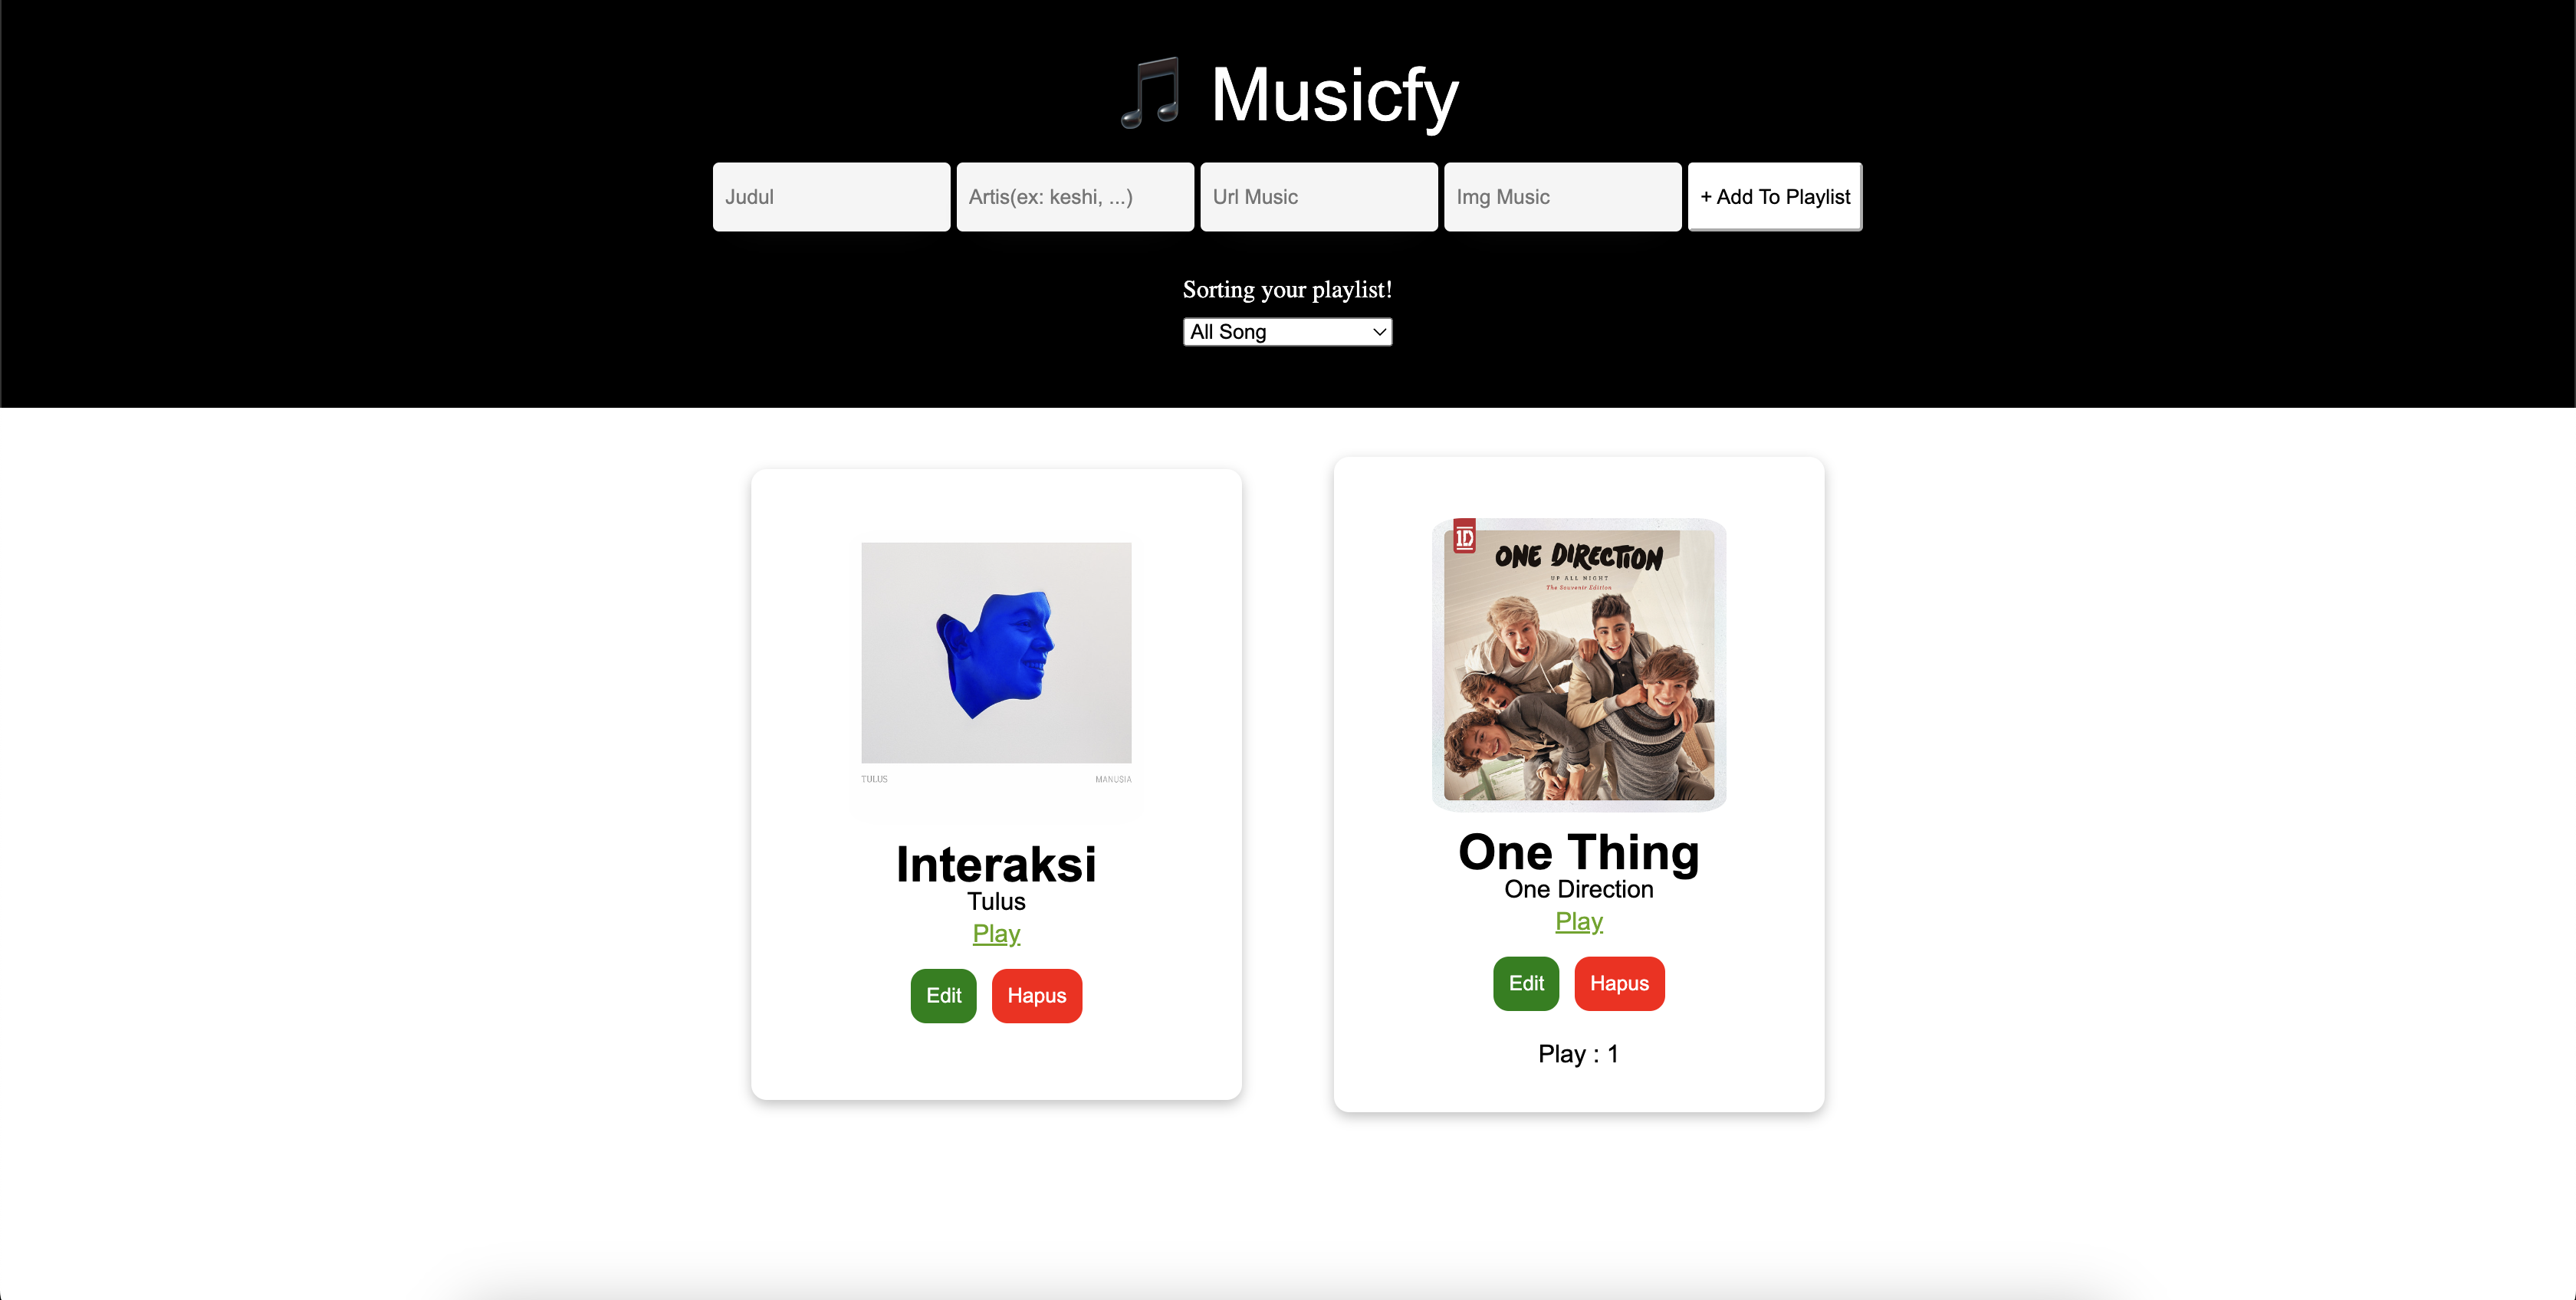 Musicfy
Judul
Artis(ex: keshi, ...)
Url Music
Img Music
+ Add To Playlist
Sorting your playlist!
All Song
TULUS
MANUSIA
Interaksi
Tulus
Play
Edit
Hapus
1D
ONE DIRECTION
UP ALL NIGHT
The Souvenir Edition
One Thing
One Direction
Play
Edit
Hapus
Play : 1